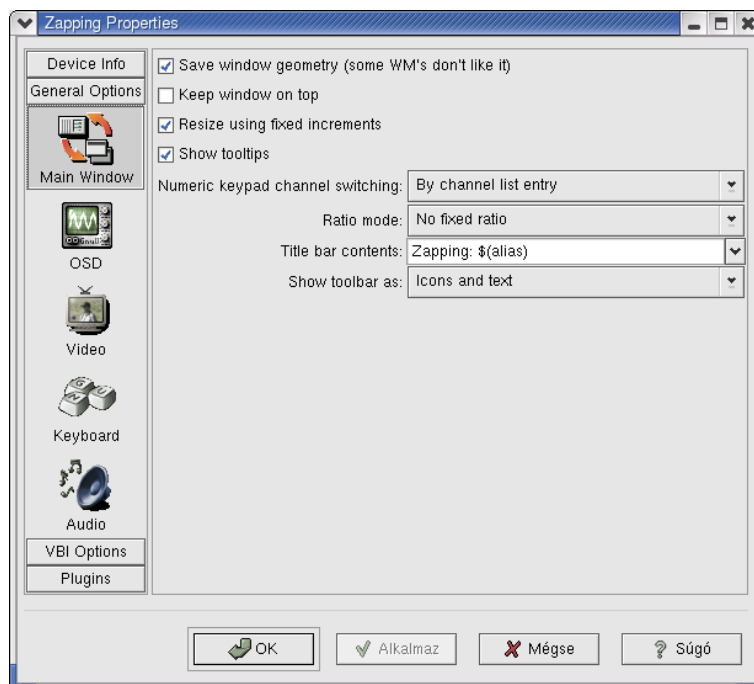 Zapping Properties
Device Info
General Options
Main Window
OSD
Video
Keyboard
Audio
VBI Options
Plugins
Save window geometry (some WM's don't like it)
Keep window on top
Resize using fixed increments
Show tooltips
Numeric keypad channel switching: By channel list entry
Ratio mode: No fixed ratio
Title bar contents: Zapping: $(alias)
Show toolbar as: Icons and text
OK
Alkalmaz
Mégse
Súgó